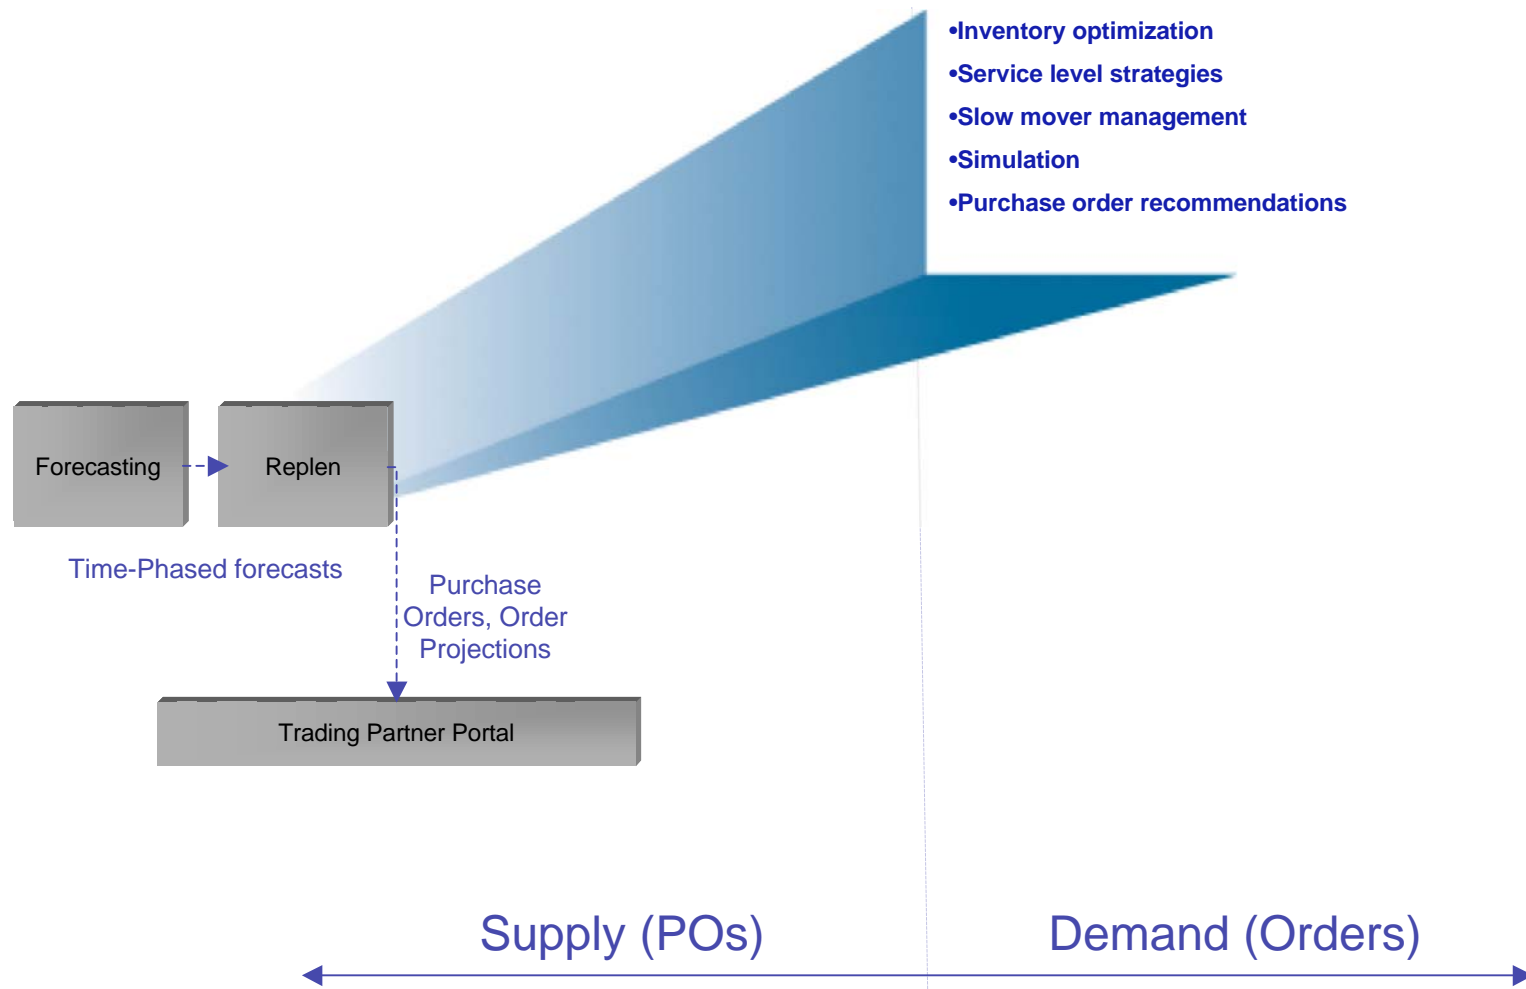 •Inventory optimization
•Service level strategies
•Slow mover management
•Simulation
•Purchase order recommendations
Forecasting
Replen
Time-Phased forecasts
Purchase
Orders, Order
Projections
Trading Partner Portal
Supply (POs)
Demand (Orders)